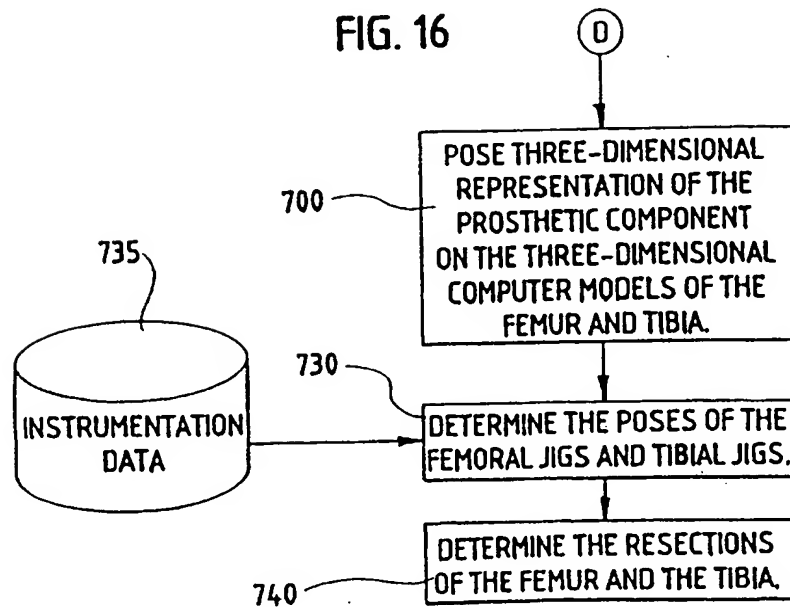 FIG. 16
D
POSE THREE-DIMENSIONAL
REPRESENTATION OF THE
PROSTHETIC COMPONENT
ON THE THREE-DIMENSIONAL
COMPUTER MODELS OF THE
FEMUR AND TIBIA.
700
735
INSTRUMENTATION
DATA
730
DETERMINE THE POSES OF THE
FEMORAL JIGS AND TIBIAL JIGS.
DETERMINE THE RESECTIONS
OF THE FEMUR AND THE TIBIA.
740